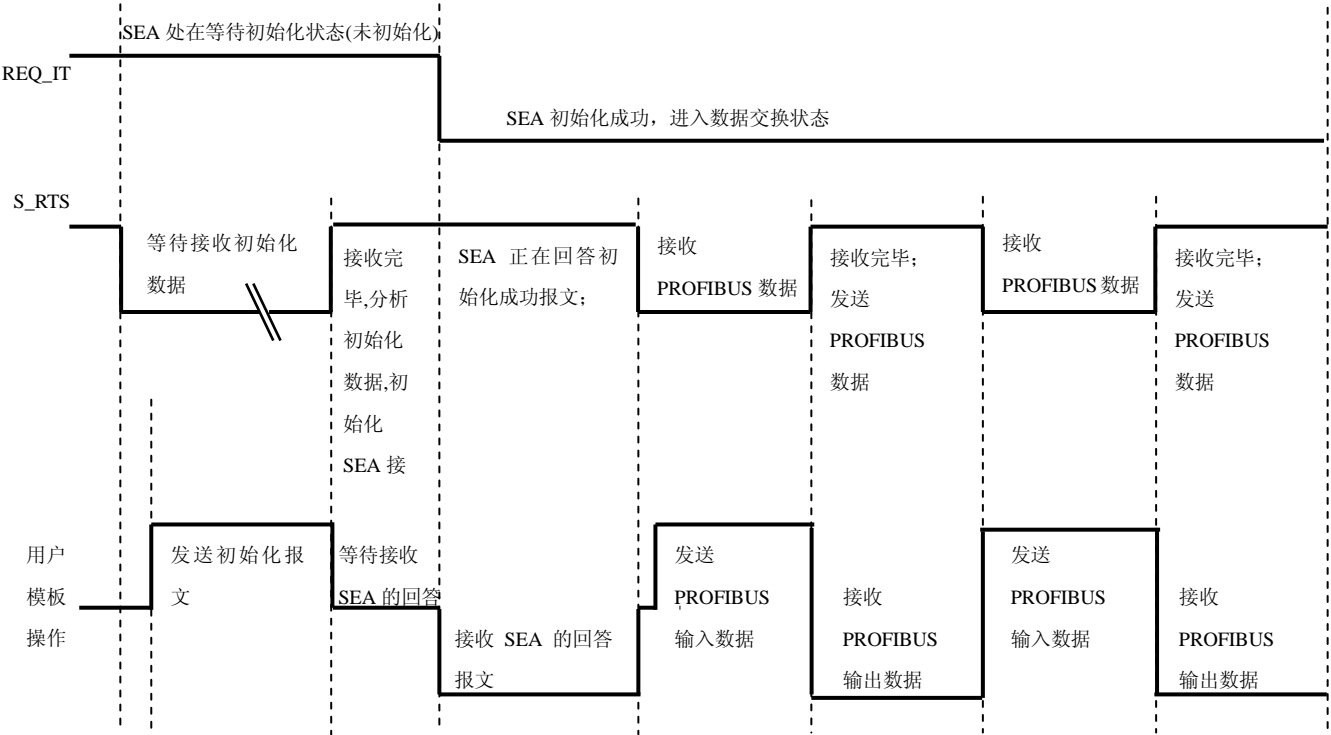 SEA 处在等待初始化状态(未初始化)
REQ_IT
SEA 初始化成功，进入数据交换状态
S_RTS
等待接收初始化
数据
接收完
毕,分析
初始化
数据,初
始化
SEA 接
SEA 正在回答初
始化成功报文；
接收
PROFIBUS 数据
接收完毕；
发送
PROFIBUS
数据
接收
PROFIBUS 数据
接收完毕；
发送
PROFIBUS
数据
用户
模板
操作
发送初始化报
文
等待接收
SEA 的回答
接收 SEA 的回答
报文
发送
PROFIBUS
输入数据
接收
PROFIBUS
输出数据
发送
PROFIBUS
输入数据
接收
PROFIBUS
输出数据